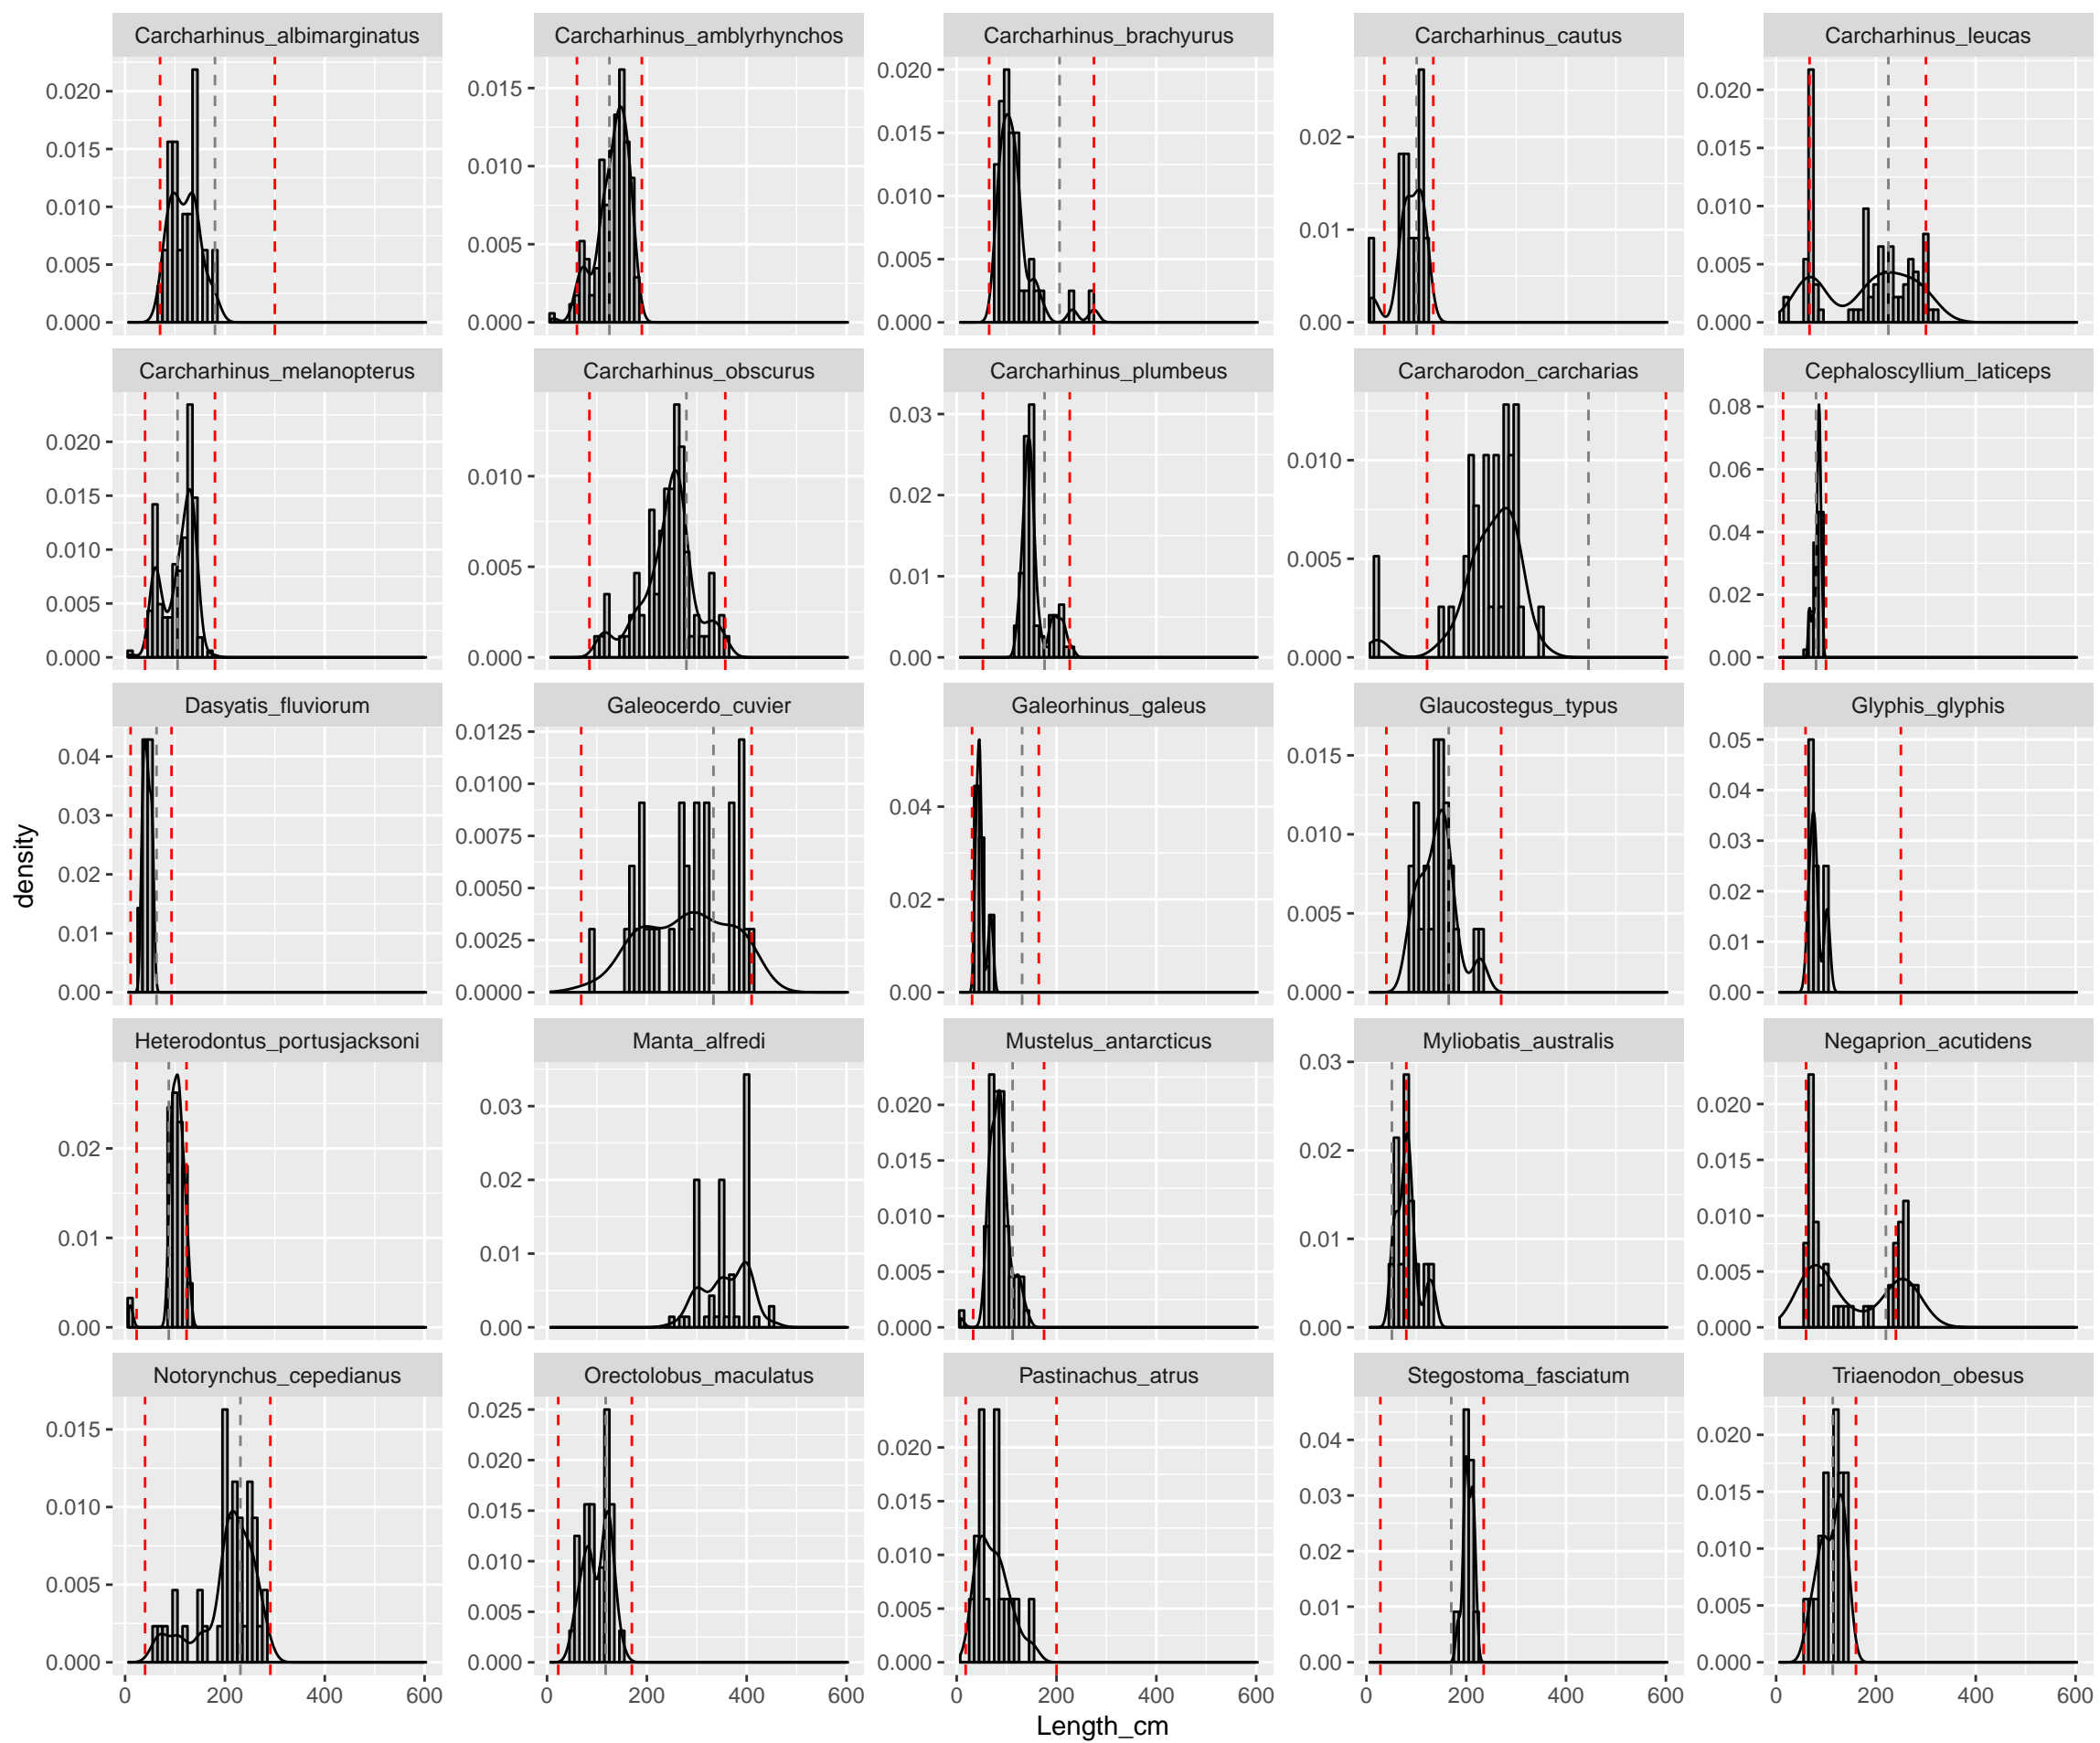 Carcharhinus_albimarginatus Carcharhinus_amblyrhynchos Carcharhinus_brachyurus Carcharhinus_cautus Carcharhinus_leucas
0.020 0.015 0.010 0.005 0.000
0.015 0.010 0.005 0.000
0.020 0.015 0.010 0.005 0.000
0.02 0.01 0.00
0.020 0.015 0.010 0.005 0.000
Carcharhinus_melanopterus Carcharhinus_obscurus Carcharhinus_plumbeus Carcharodon_carcharias Cephaloscyllium_laticeps
0.020 0.015 0.010 0.005 0.000
0.010 0.005 0.000
0.03 0.02 0.01 0.00
0.010 0.005 0.000
0.08 0.06 0.04 0.02 0.00
Dasyatis_fluviorum Galeocerdo_cuvier Galeorhinus_galeus Glaucostegus_typus Glyphis_glyphis
0.04 0.03 0.02 0.01 0.00
0.0125 0.0100 0.0075 0.0050 0.0025 0.0000
0.04 0.02 0.00
0.015 0.010 0.005 0.000
0.05 0.04 0.03 0.02 0.01 0.00
density
Heterodontus_portusjacksoni Manta_alfredi Mustelus_antarcticus Myliobatis_australis Negaprion_acutidens
0.02 0.01 0.00
0.03 0.02 0.01 0.00
0.020 0.015 0.010 0.005 0.000
0.03 0.02 0.01 0.00
0.020 0.015 0.010 0.005 0.000
Notorynchus_cepedianus Orectolobus_maculatus Pastinachus_atrus Stegostoma_fasciatum Triaenodon_obesus
0.015 0.010 0.005 0.000
0.025 0.020 0.015 0.010 0.005 0.000
0.020 0.015 0.010 0.005 0.000
0.04 0.03 0.02 0.01 0.00
0.020 0.015 0.010 0.005 0.000
0 200 400 600 0 200 400 600 0 200 400 600 0 200 400 600 0 200 400 600
Length_cm